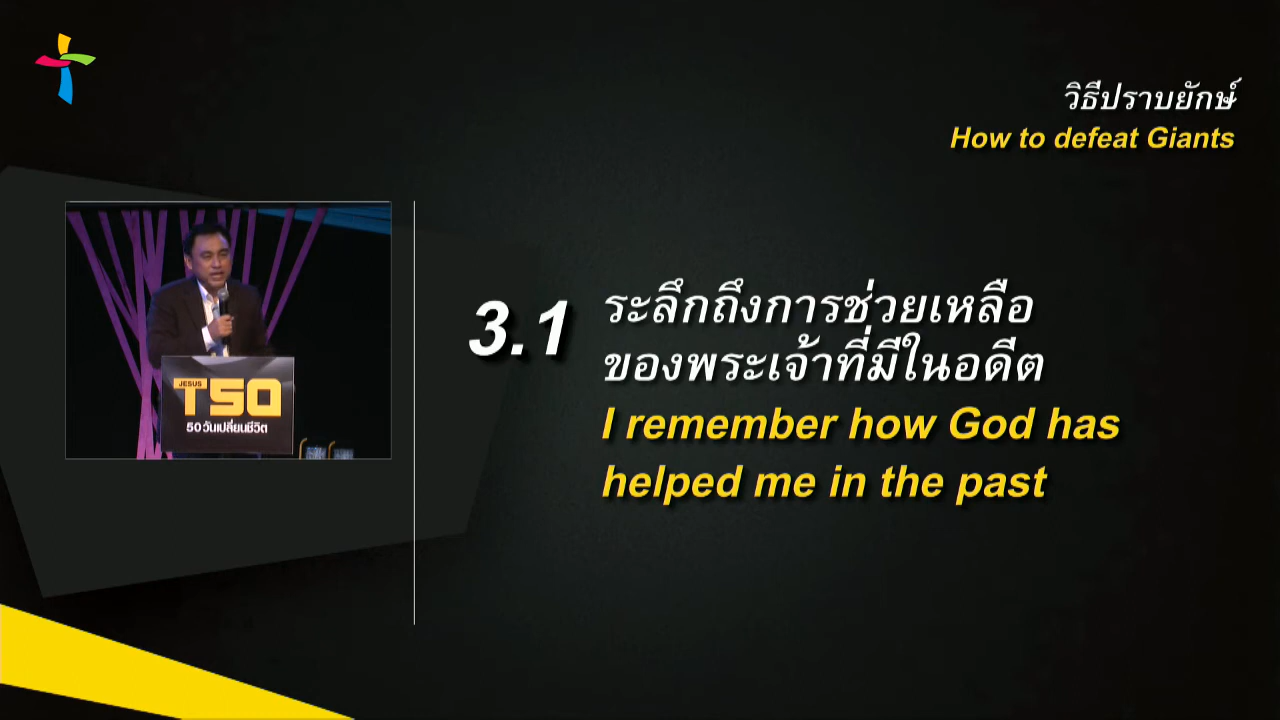 วิธีปราบยักษ์
How to defeat Giants
3.1
ระลึกถึงการช่วยเหลือ
ของพระเจ้าที่มีในอดีต
I remember how God has
helped me in the past
JESUS
T50
50 วันเปลี่ยนชีวิต